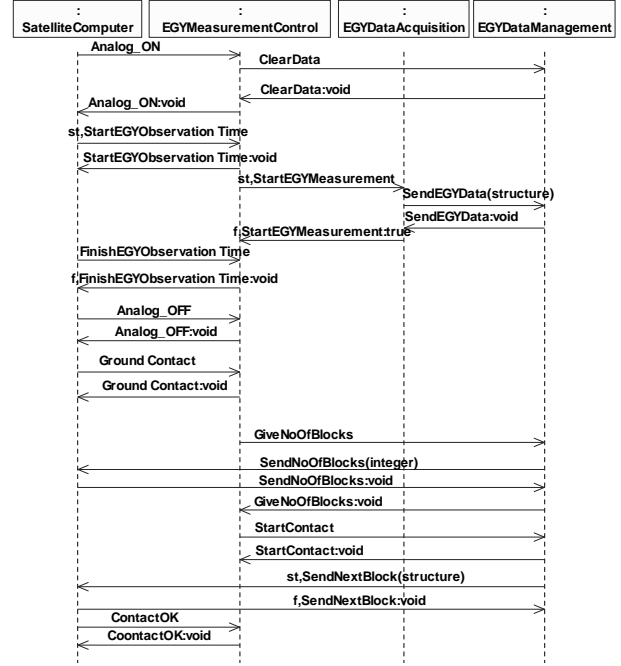 : : : :
SatelliteComputer EGYMeasurementControl EGYDataAcquisition EGYDataManagement
Analog_ON
ClearData
ClearData:void
Analog_ON:void
st,StartEGYObservation Time
StartEGYObservation Time:void
st,StartEGYMeasurement
SendEGYData(structure)
SendEGYData:void
f,StartEGYMeasurement:true
FinishEGYObservation Time
f,FinishEGYObservation Time:void
Analog_OFF
Analog_OFF:void
Ground Contact
Ground Contact:void
GiveNoOfBlocks
SendNoOfBlocks(integer)
SendNoOfBlocks:void
GiveNoOfBlocks:void
StartContact
StartContact:void
st,SendNextBlock(structure)
f,SendNextBlock:void
ContactOK
CoontactOK:void